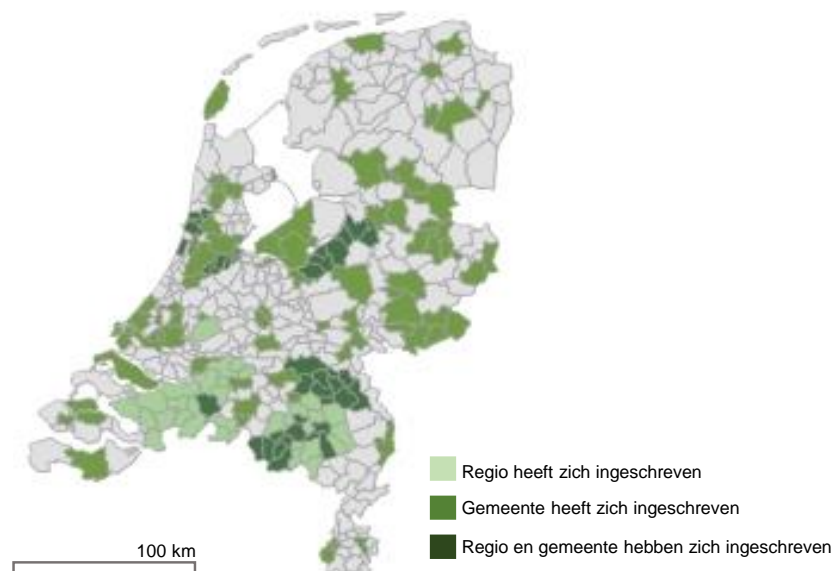 Regio heeft zich ingeschreven
Gemeente heeft zich ingeschreven
Regio en gemeente hebben zich ingeschreven
100 km